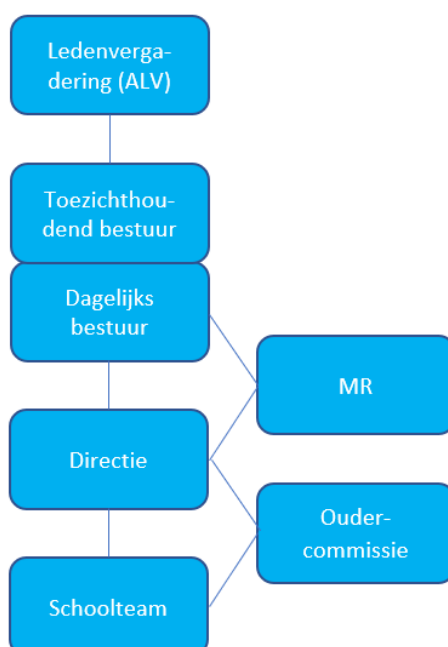 Ledenverga-
dering (ALV)
Toezichthou-
dend bestuur
Dagelijks
bestuur
MR
Directie
Ouder-
commissie
Schoolteam